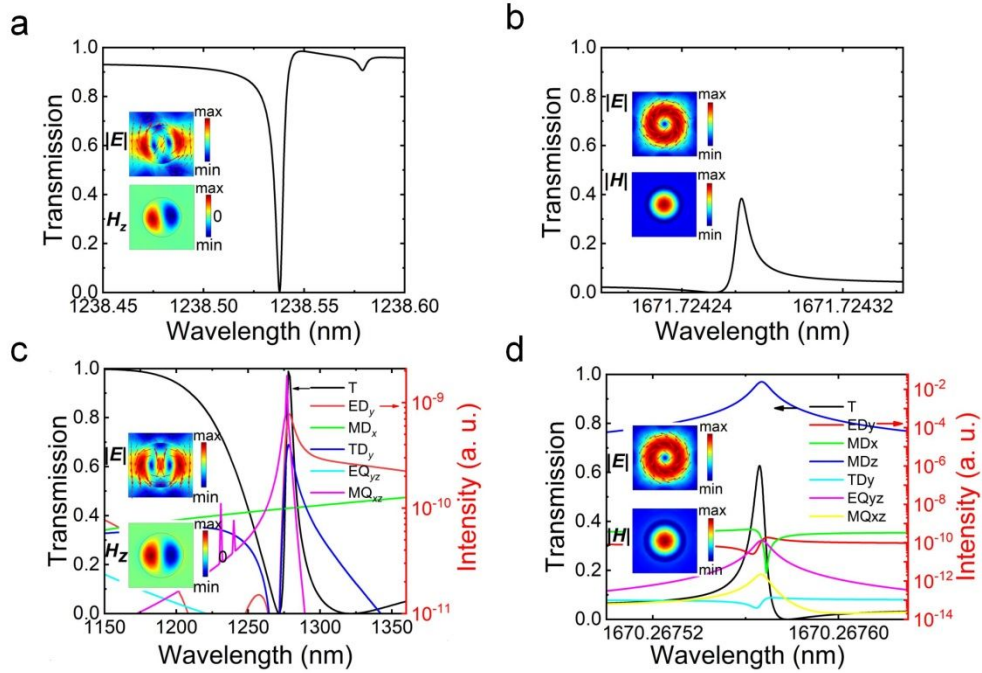 a
Transmission
1.0
0.8
0.6
0.4
0.2
0.0
|E|
max
min
Hz
max
0
min
1238.45 1238.50 1238.55 1238.60
Wavelength (nm)
b
Transmission
1.0
0.8
0.6
0.4
0.2
0.0
|E|
max
min
|H|
max
min
1671.72424 1671.72432
Wavelength (nm)
c
Transmission
1.0
0.8
0.6
0.4
0.2
0.0
|E|
max
min
Hz
max
0
min
T
EDy
MDx
TDy
EQyz
MQxz
10-9
10-10
10-11
Intensity (a. u.)
1150 1200 1250 1300 1350
Wavelength (nm)
d
Transmission
1.0
0.8
0.6
0.4
0.2
0.0
|E|
max
min
|H|
max
min
T
EDy
MDx
MDz
TDy
EQyz
MQxz
10-2
10-4
10-6
10-8
10-10
10-12
10-14
Intensity (a. u.)
1670.26752 1670.26760
Wavelength (nm)